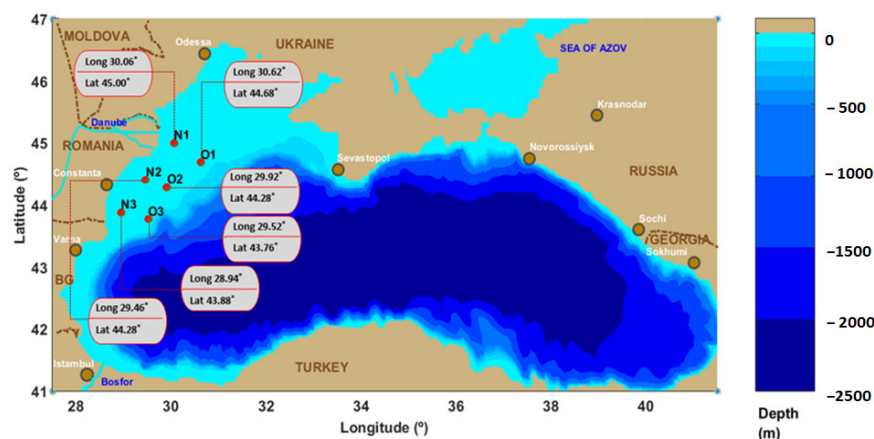 47
46
45
44
43
42
41
Latitude (º)
MOLDOVA
Odessa
UKRAINE
SEA OF AZOV
Long 30.06°
Lat 45.00°
Long 30.62°
Lat 44.68°
Krasnodar
Danube
N1
ROMANIA
O1
Novorossiysk
Sevastopol
RUSSIA
N2
O2
Constanta
Long 29.92°
Lat 44.28°
N3
O3
Long 29.52°
Lat 43.76°
Sochi
GEORGIA
Sokhumi
Varna
BG
Long 28.94°
Lat 43.88°
Long 29.46°
Lat 44.28°
Istambul
Bosfor
TURKEY
28
30
32
34
36
38
40
Longitude (º)
0
−500
−1000
−1500
−2000
−2500
Depth
(m)